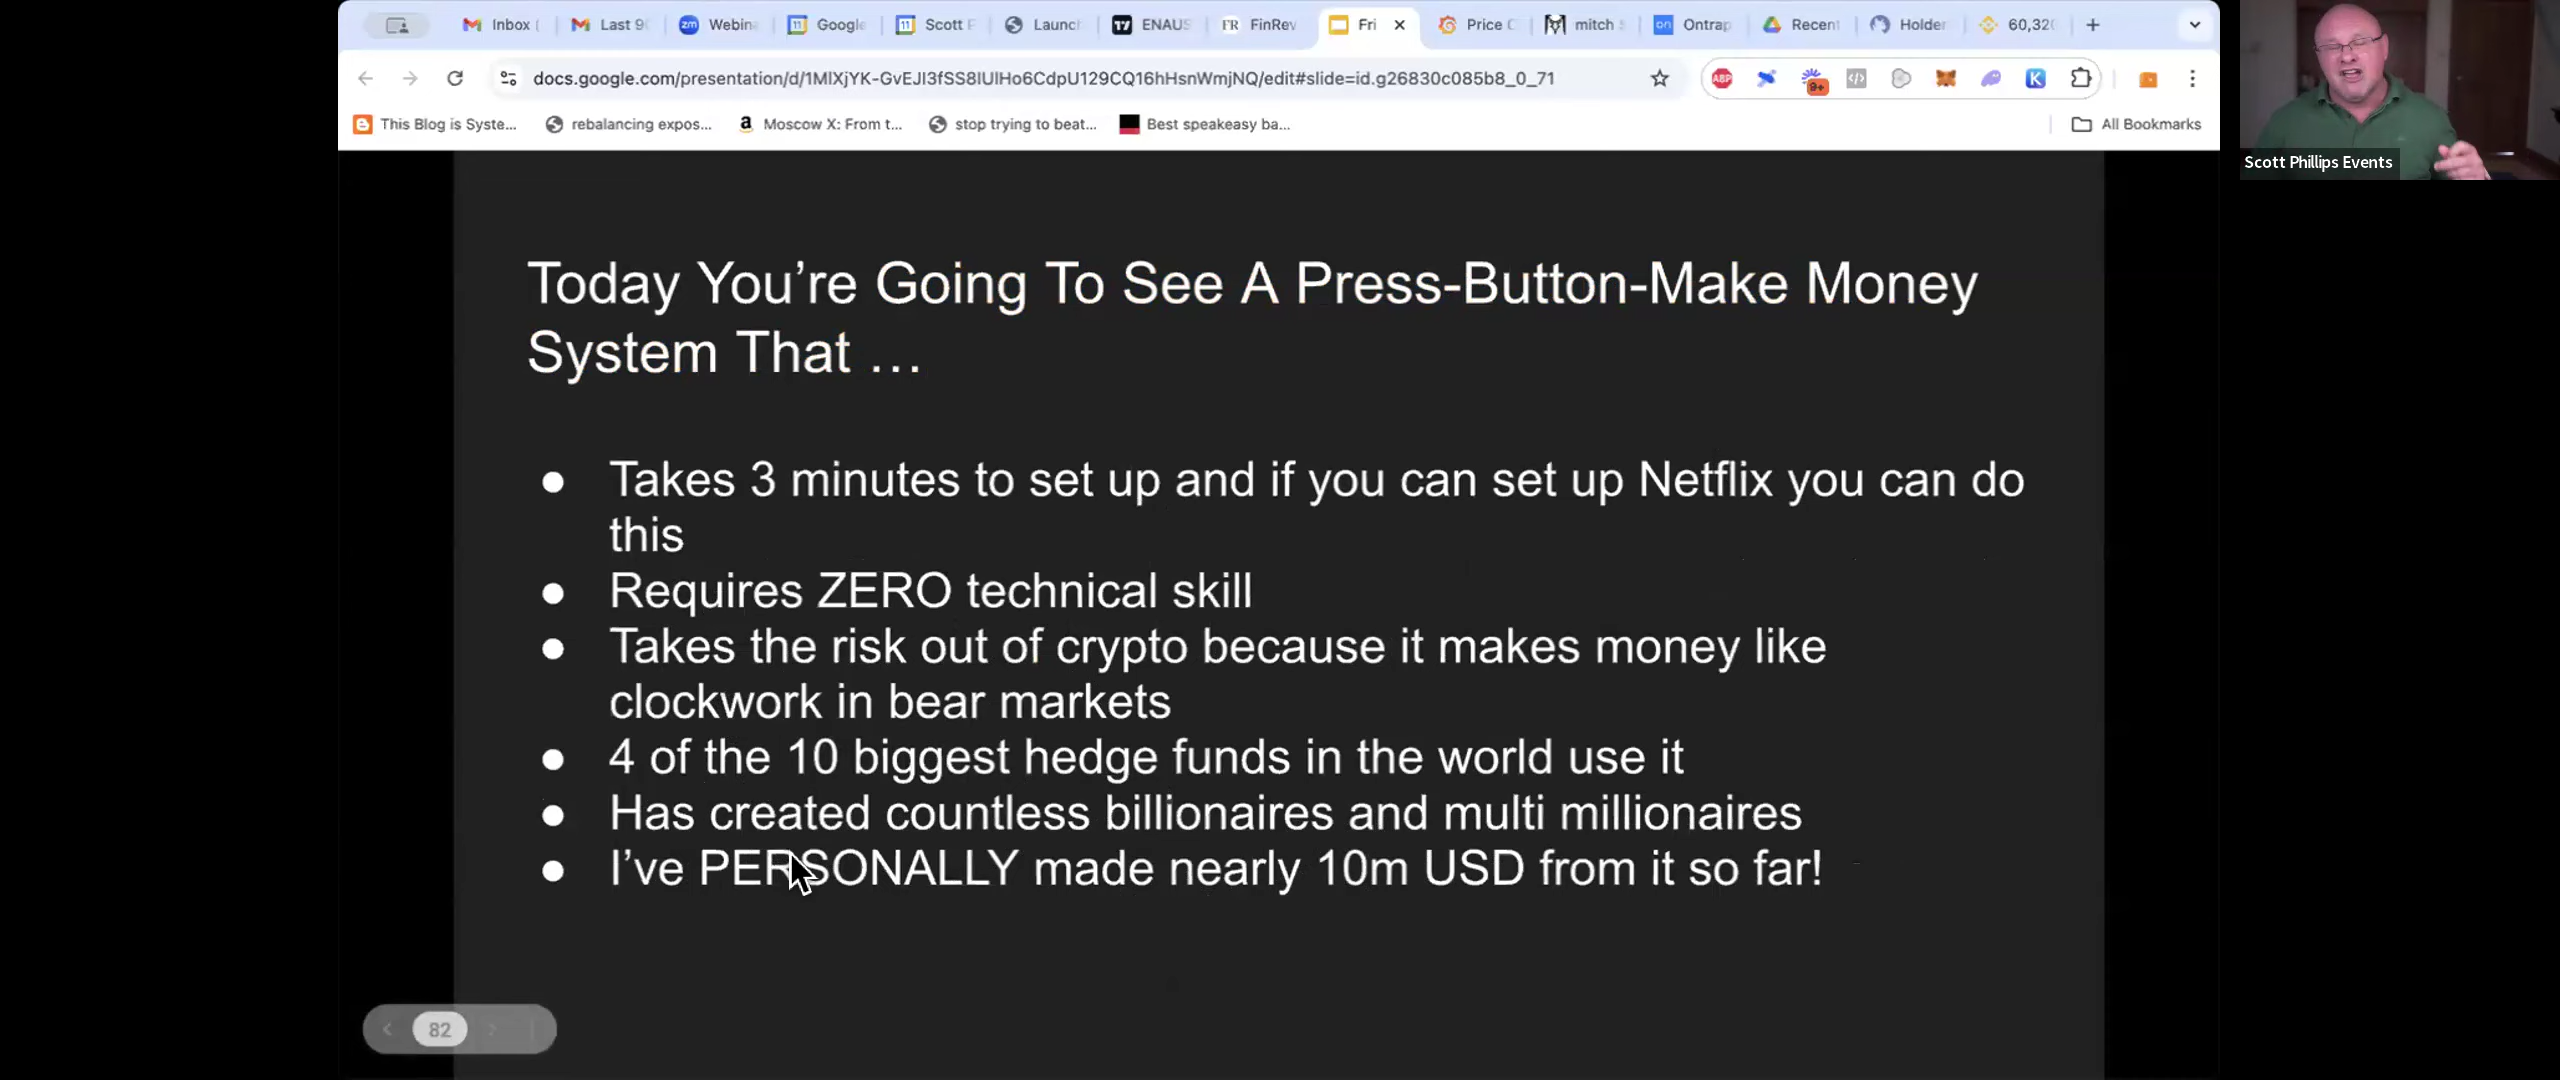 Inbox (
Last 9
Webin
Google
Scott P
Launc
ENAUS
FinRev
Fri
Price C
mitch
Ontrap
Recent
Holder
60,32
docs.google.com/presentation/d/1MlXjYK-GvEJI3fSS8lUlHo6CdpU129CQ16hHsnWmjNQ/edit#slide=id.g26830c085b8_0_71
ABP
9+
K
This Blog is Syste...
rebalancing expos...
Moscow X: From t...
stop trying to beat...
Best speakeasy ba...
All Bookmarks
Scott Phillips Events
Today You’re Going To See A Press-Button-Make Money
System That …
● Takes 3 minutes to set up and if you can set up Netflix you can do
this
● Requires ZERO technical skill
● Takes the risk out of crypto because it makes money like
clockwork in bear markets
● 4 of the 10 biggest hedge funds in the world use it
● Has created countless billionaires and multi millionaires
● I’ve PERSONALLY made nearly 10m USD from it so far!
82